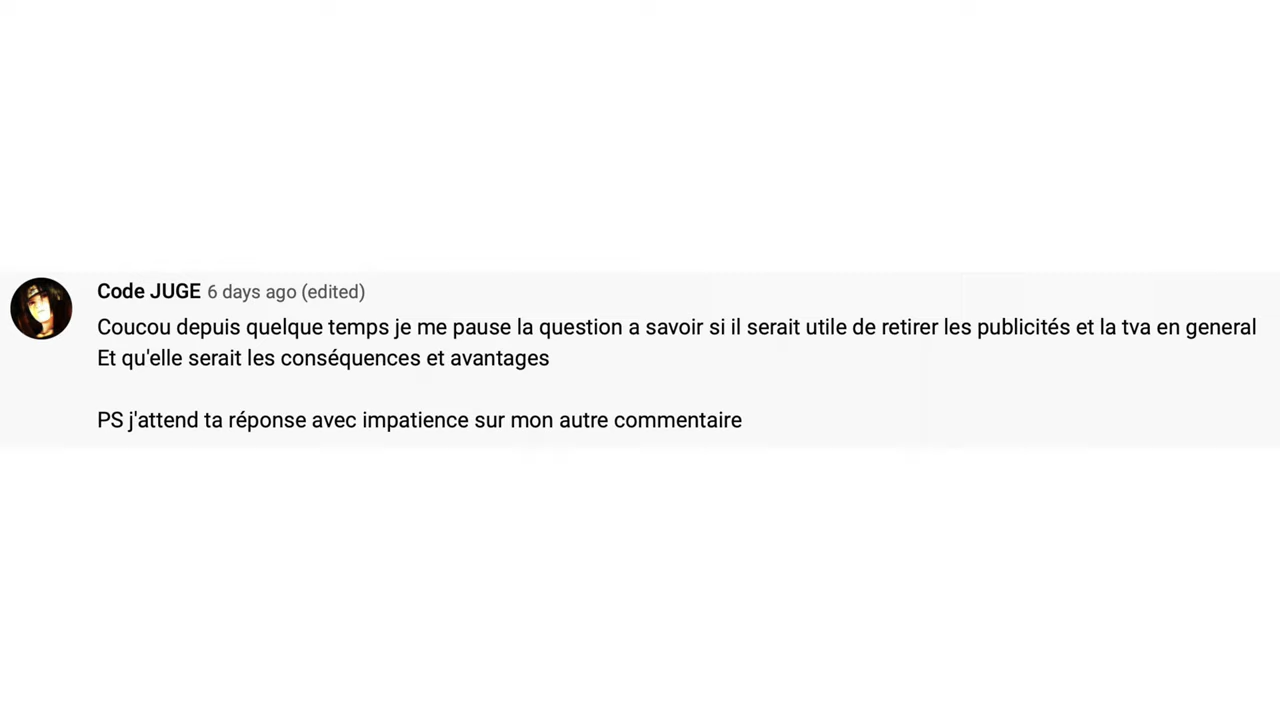 Code JUGE 6 days ago (edited)
Coucou depuis quelque temps je me pause la question a savoir si il serait utile de retirer les publicités et la tva en general
Et qu'elle serait les conséquences et avantages
PS j'attend ta réponse avec impatience sur mon autre commentaire